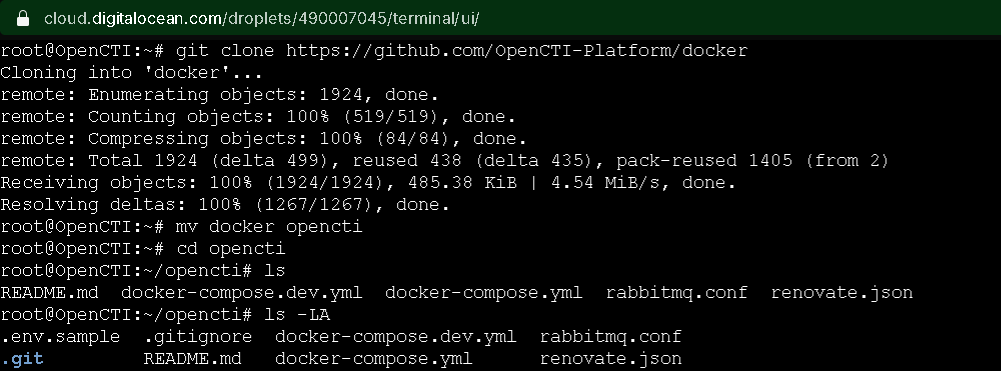 cloud.digitalocean.com/droplets/490007045/terminal/ui/
root@OpenCTI:~# git clone https://github.com/OpenCTI-Platform/docker
Cloning into 'docker'...
remote: Enumerating objects: 1924, done.
remote: Counting objects: 100% (519/519), done.
remote: Compressing objects: 100% (84/84), done.
remote: Total 1924 (delta 499), reused 438 (delta 435), pack-reused 1405 (from 2)
Receiving objects: 100% (1924/1924), 485.38 KiB | 4.54 MiB/s, done.
Resolving deltas: 100% (1267/1267), done.
root@OpenCTI:~# mv docker opencti
root@OpenCTI:~# cd opencti
root@OpenCTI:~/opencti# ls
README.md  docker-compose.dev.yml  docker-compose.yml  rabbitmq.conf  renovate.json
root@OpenCTI:~/opencti# ls -LA
.env.sample  .gitignore  docker-compose.dev.yml  rabbitmq.conf
.git         README.md   docker-compose.yml      renovate.json